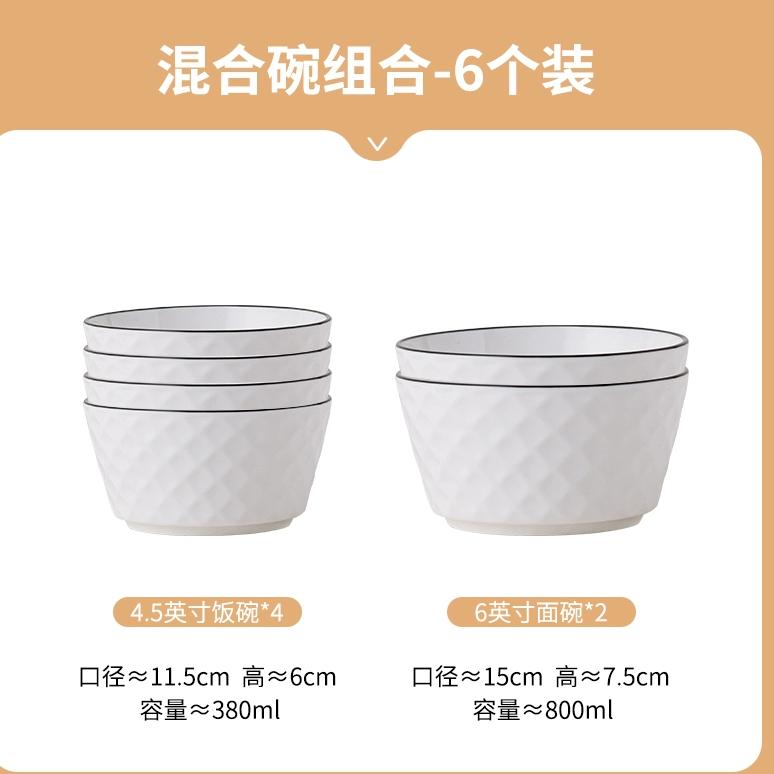 混合碗组合-6个装
4.5英寸饭碗*4
口径≈11.5cm 高≈6cm
容量≈380ml
6英寸面碗*2
口径≈15cm 高≈7.5cm
容量≈800ml